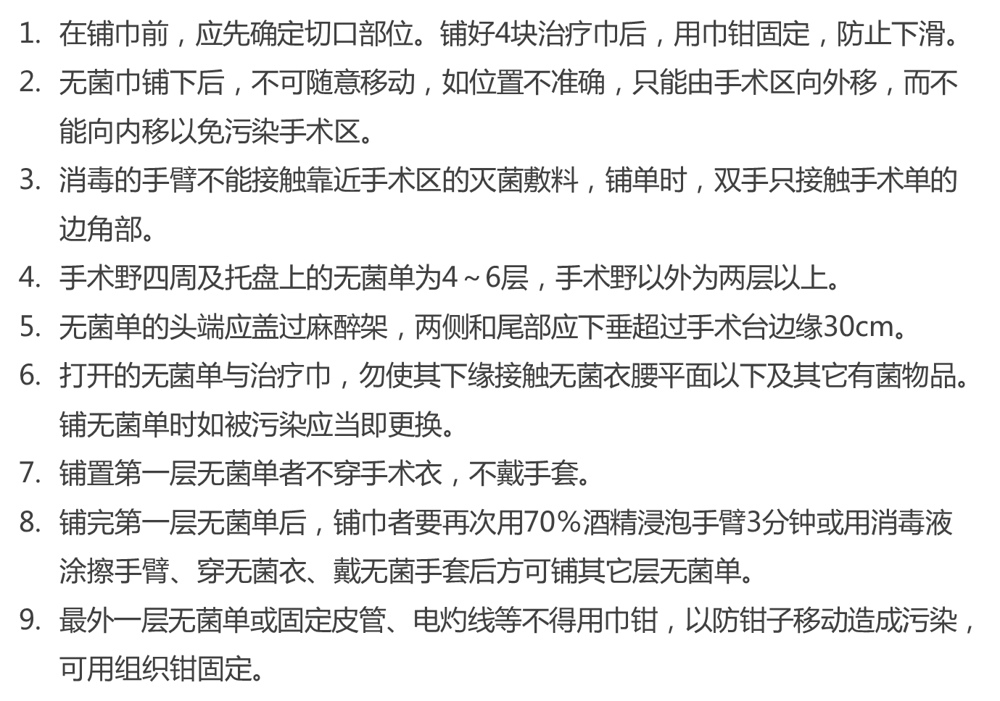 1. 在铺巾前，应先确定切口部位。铺好4块治疗巾后，用巾钳固定，防止下滑。
2. 无菌巾铺下后，不可随意移动，如位置不准确，只能由手术区向外移，而不
能向内移以免污染手术区。
3. 消毒的手臂不能接触靠近手术区的灭菌敷料，铺单时，双手只接触手术单的
边角部。
4. 手术野四周及托盘上的无菌单为4～6层，手术野以外为两层以上。
5. 无菌单的头端应盖过麻醉架，两侧和尾部应下垂超过手术台边缘30cm。
6. 打开的无菌单与治疗巾，勿使其下缘接触无菌衣腰平面以下及其它有菌物品。
铺无菌单时如被污染应当即更换。
7. 铺置第一层无菌单者不穿手术衣，不戴手套。
8. 铺完第一层无菌单后，铺巾者要再次用70%酒精浸泡手臂3分钟或用消毒液
涂擦手臂、穿无菌衣、戴无菌手套后方可铺其它层无菌单。
9. 最外一层无菌单或固定皮管、电灼线等不得用巾钳，以防钳子移动造成污染，
可用组织钳固定。